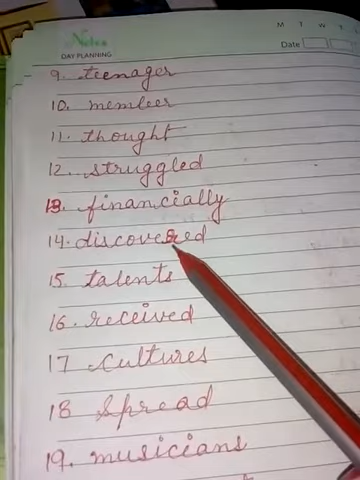 Notes
DAY PLANNING
M T W T
Date
9. teenager
10. member
11. thought
12. struggled
13. financially
14. discovered
15. talents
16. received
17 cultures
18 spread
19. musicians